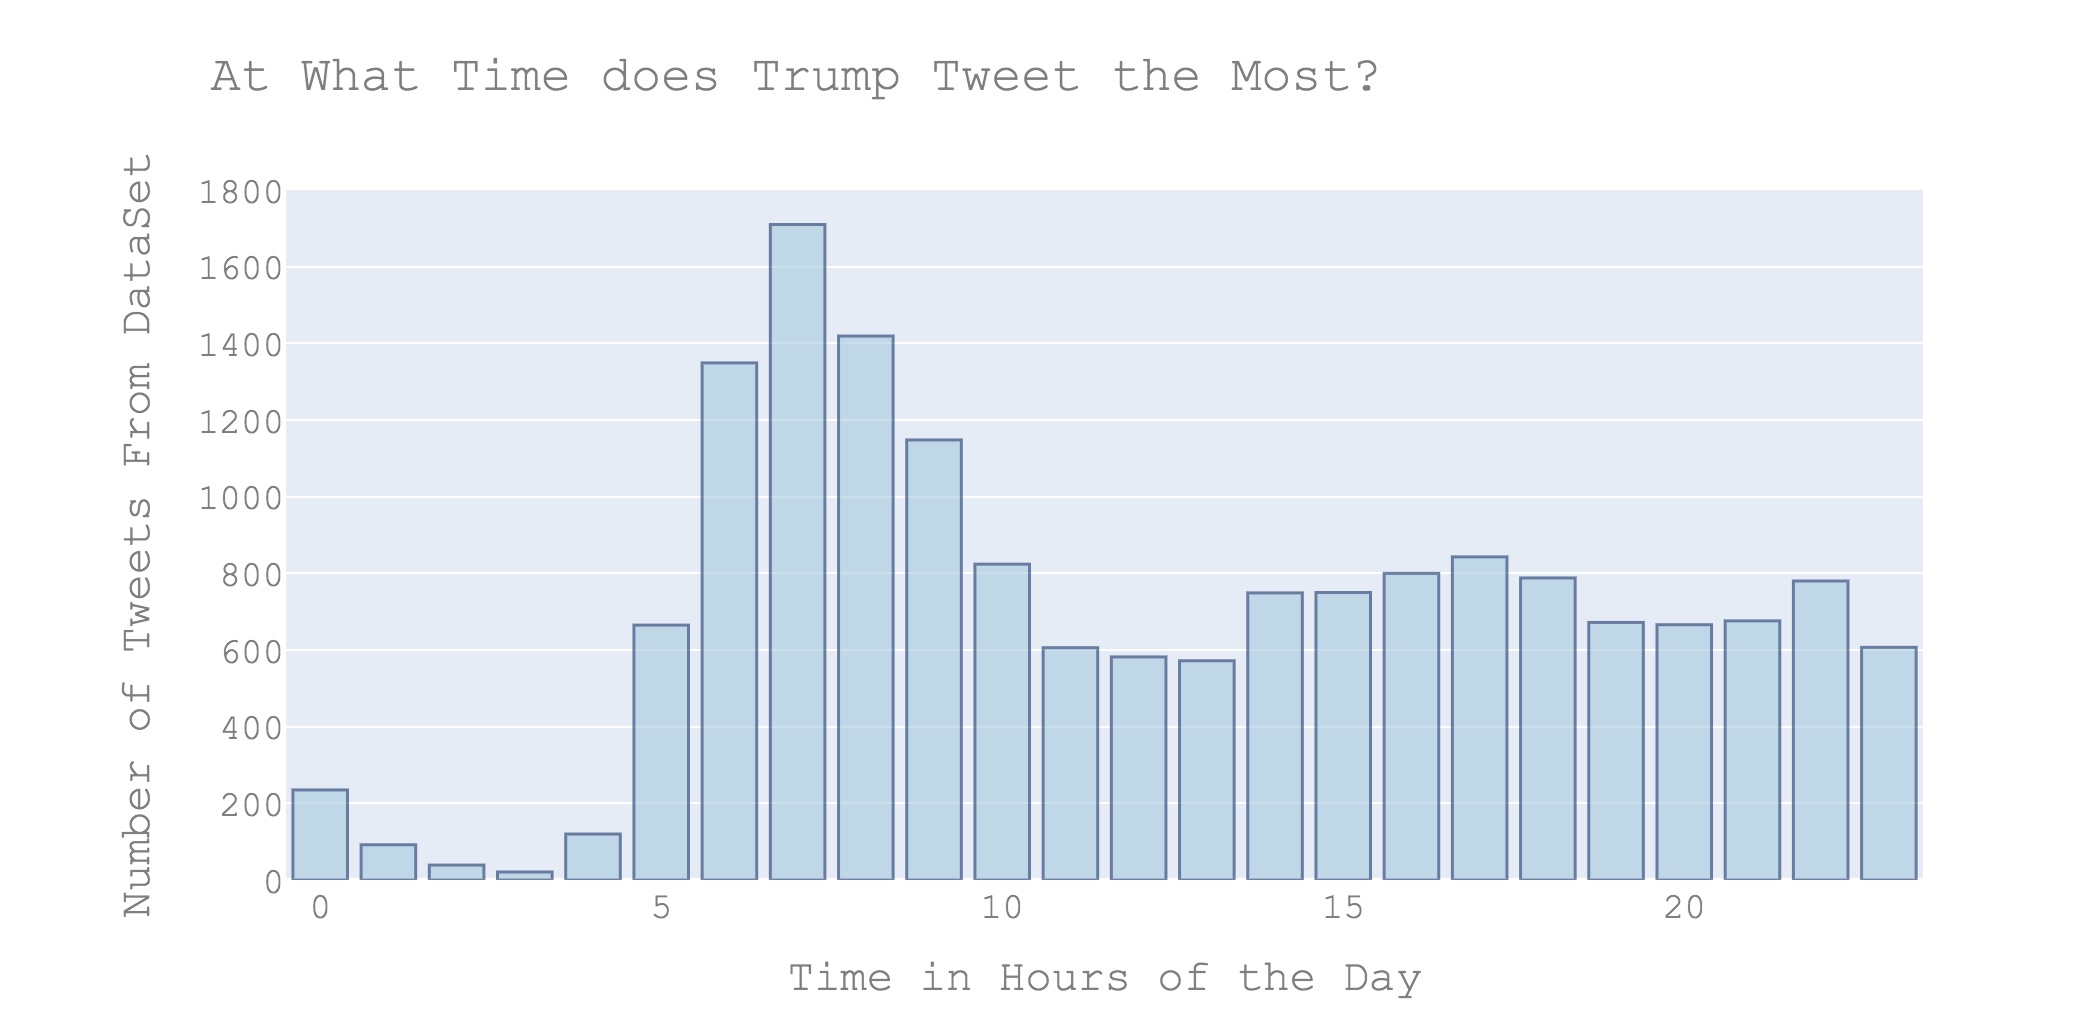 At What Time does Trump Tweet the Most?
Number of Tweets From DataSet
1800
1600
1400
1200
1000
800
600
400
200
0
0 5 10 15 20
Time in Hours of the Day